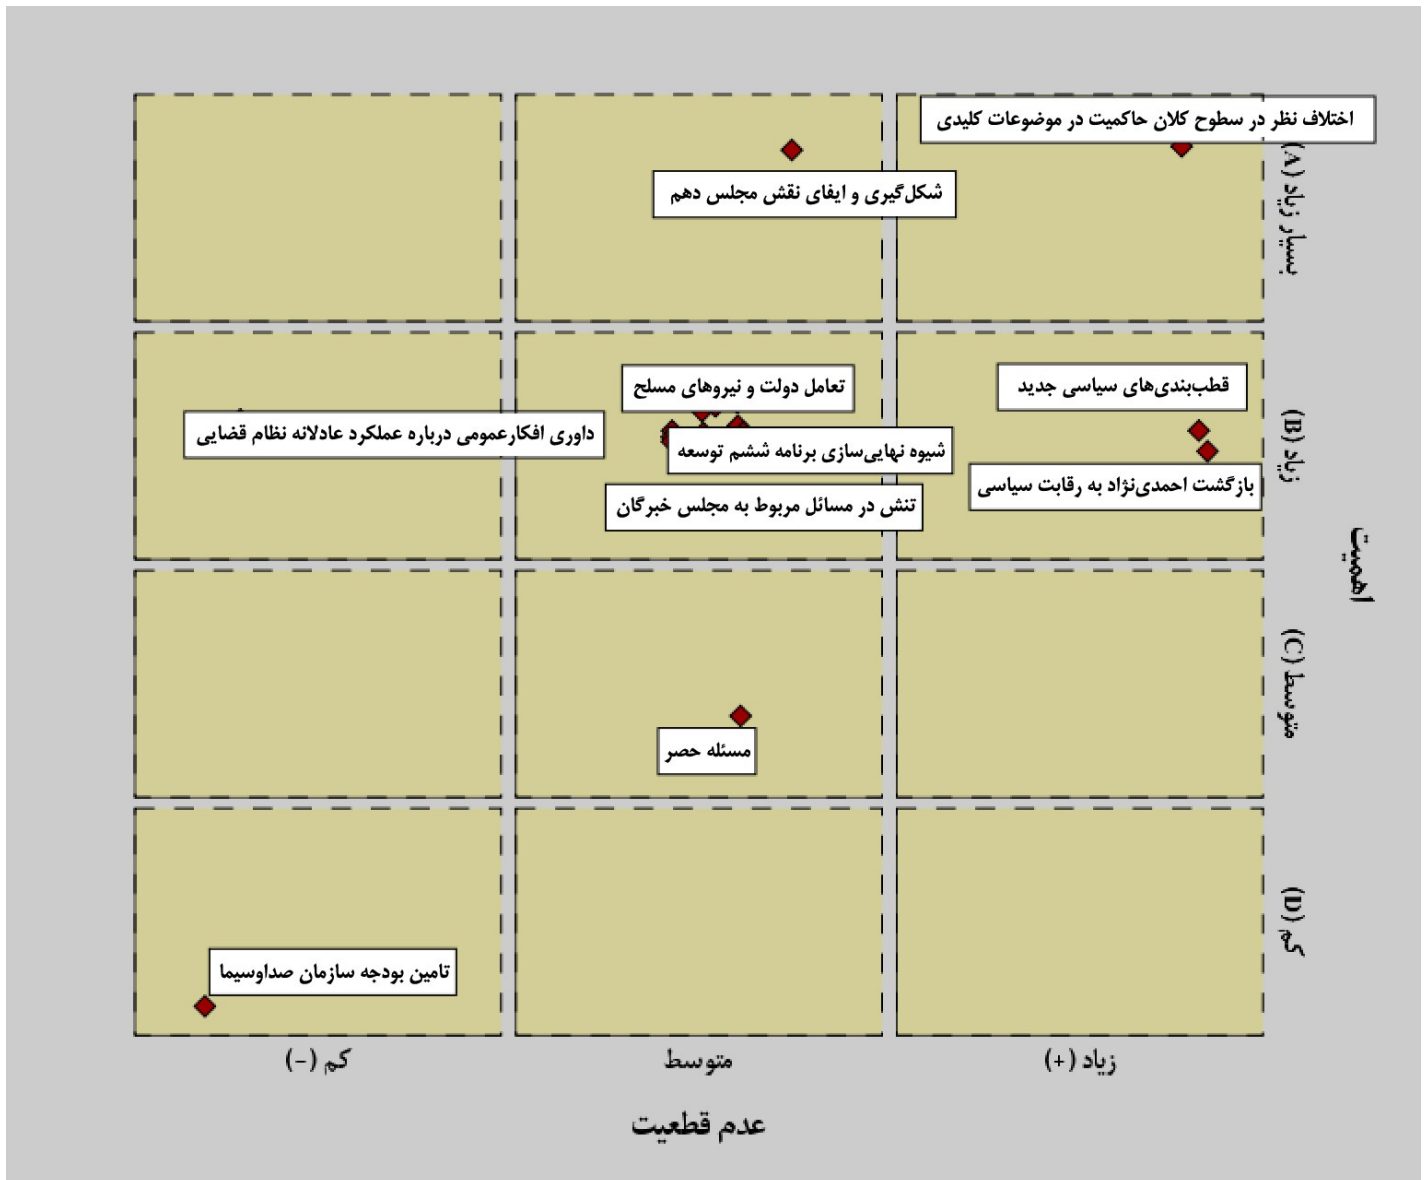 اختلاف نظر در سطوح کلان حاکمیت در موضوعات کلیدی
شکل‌گیری و ایفای نقش مجلس دهم
بسیار زیاد (A)
قطب‌بندی‌های سیاسی جدید
تعامل دولت و نیروهای مسلح
داوری افکارعمومی درباره عملکرد عادلانه نظام قضایی
شیوه نهایی‌سازی برنامه ششم توسعه
بازگشت احمدی‌نژاد به رقابت سیاسی
تنش در مسائل مربوط به مجلس خبرگان
زیاد (B)
اهمیت
مسئله حصر
متوسط (C)
تامین بودجه سازمان صداوسیما
کم (D)
زیاد (+)
متوسط
کم (-)
عدم قطعیت